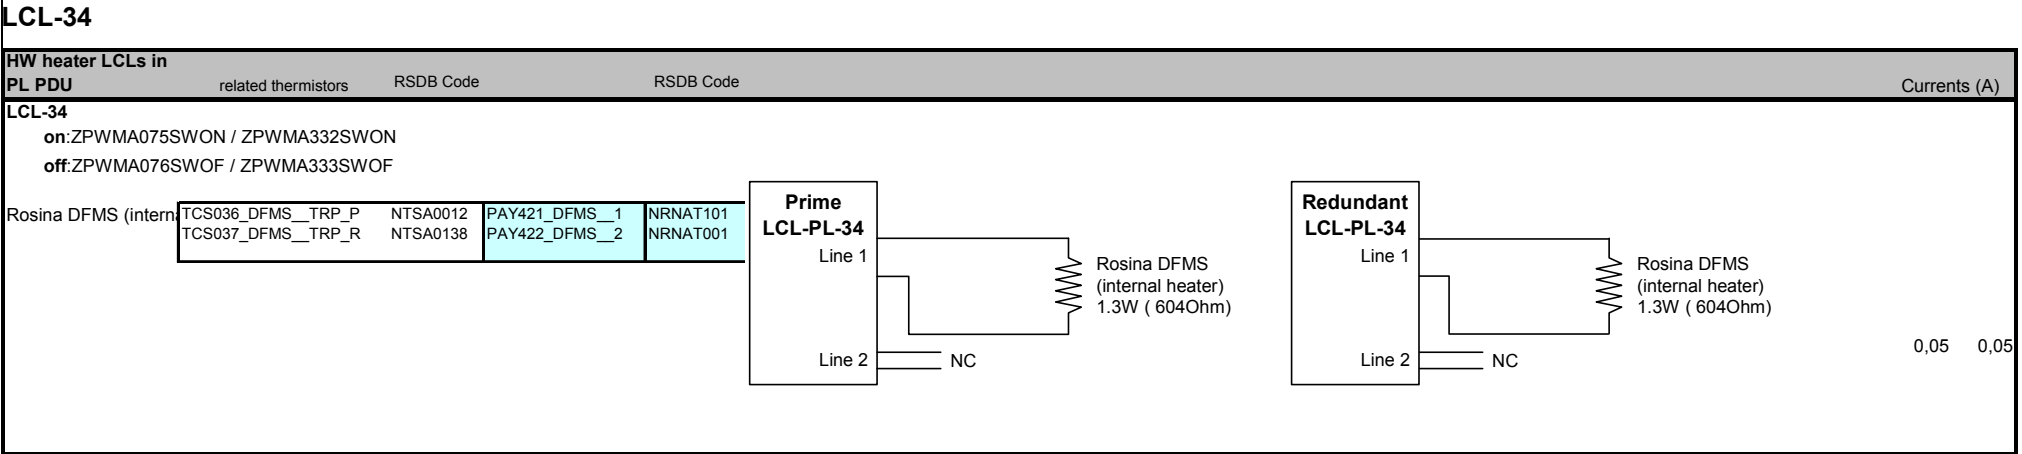 LCL-34
HW heater LCLs in
PL PDU related thermistors RSDB Code RSDB Code Currents (A)
LCL-34
on:ZPWMA075SWON / ZPWMA332SWON
off:ZPWMA076SWOF / ZPWMA333SWOF
Rosina DFMS (interna TCS036_DFMS__TRP_P NTSA0012 PAY421_DFMS__1 NRNAT101
TCS037_DFMS__TRP_R NTSA0138 PAY422_DFMS__2 NRNAT001
Prime
LCL-PL-34
Line 1
Rosina DFMS
(internal heater)
1.3W ( 604Ohm)
Line 2 NC
Redundant
LCL-PL-34
Line 1
Rosina DFMS
(internal heater)
1.3W ( 604Ohm)
Line 2 NC
0,05 0,05